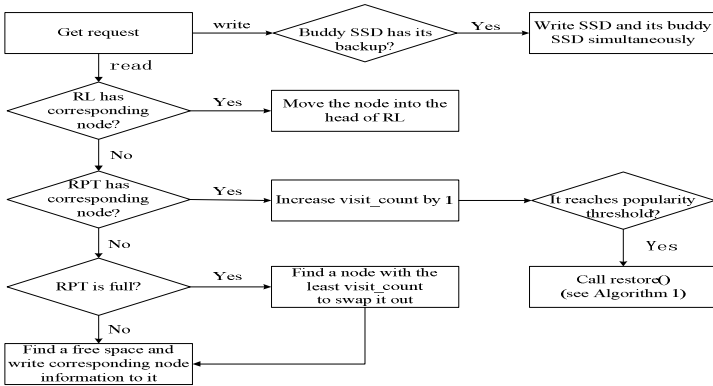 Get request
write
Buddy SSD has its
backup?
Yes
Write SSD and its buddy
SSD simultaneously
read
RL has
corresponding
node?
Yes
Move the node into the
head of RL
No
RPT has
corresponding
node?
Yes
Increase visit_count by 1
It reaches popularity
threshold?
No
Yes
RPT is full?
Yes
Find a node with the
least visit_count
to swap it out
Call restore()
(see Algorithm 1)
No
Find a free space and
write corresponding node
information to it